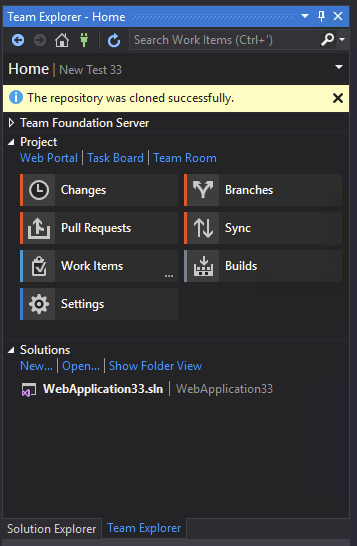 Team Explorer - Home
Search Work Items (Ctrl+')
Home | New Test 33
The repository was cloned successfully.
Team Foundation Server
Project
Web Portal | Task Board | Team Room
Changes
Branches
Pull Requests
Sync
Work Items ...
Builds
Settings
Solutions
New... | Open... | Show Folder View
WebApplication33.sln | WebApplication33
Solution Explorer Team Explorer